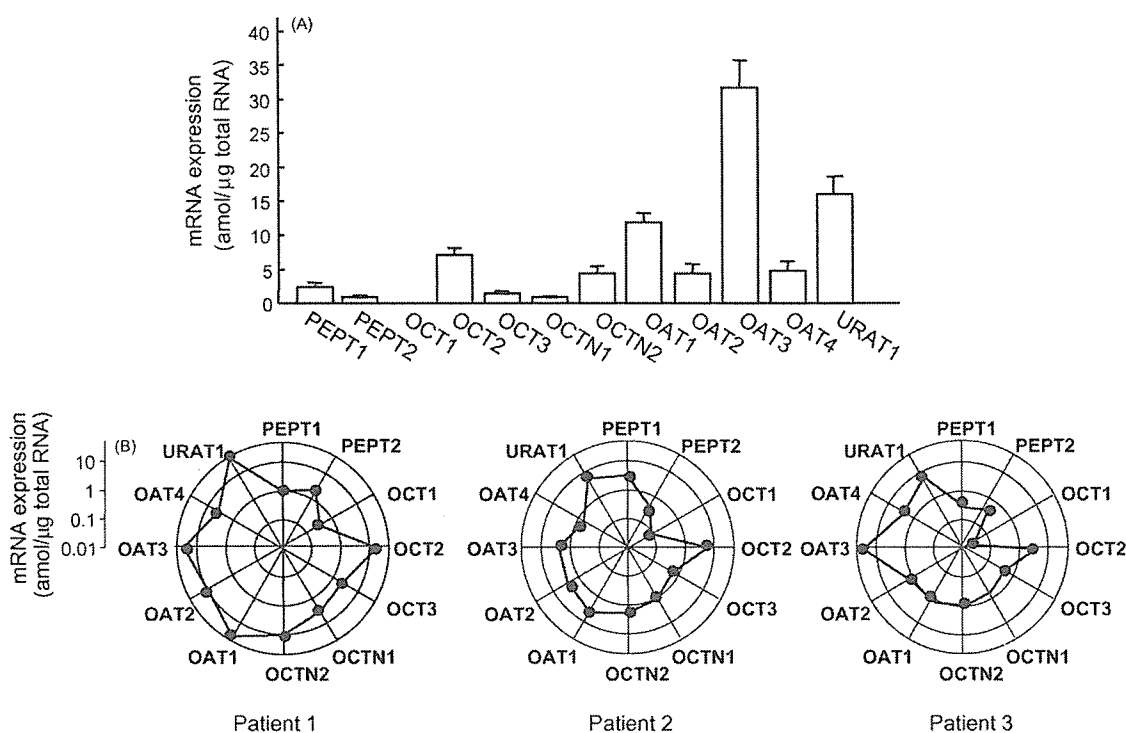 (A)
mRNA expression
(amol/µg total RNA)
40
35
30
25
20
15
10
5
0
PEPT1
PEPT2
OCT1
OCT2
OCT3
OCTN1
OCTN2
OAT1
OAT2
OAT3
OAT4
URAT1
(B)
mRNA expression
(amol/µg total RNA)
10
1
0.1
0.01
PEPT1
PEPT2
OCT1
OCT2
OCT3
OCTN1
OCTN2
OAT1
OAT2
OAT3
OAT4
URAT1
Patient 1
PEPT1
PEPT2
OCT1
OCT2
OCT3
OCTN1
OCTN2
OAT1
OAT2
OAT3
OAT4
URAT1
Patient 2
PEPT1
PEPT2
OCT1
OCT2
OCT3
OCTN1
OCTN2
OAT1
OAT2
OAT3
OAT4
URAT1
Patient 3